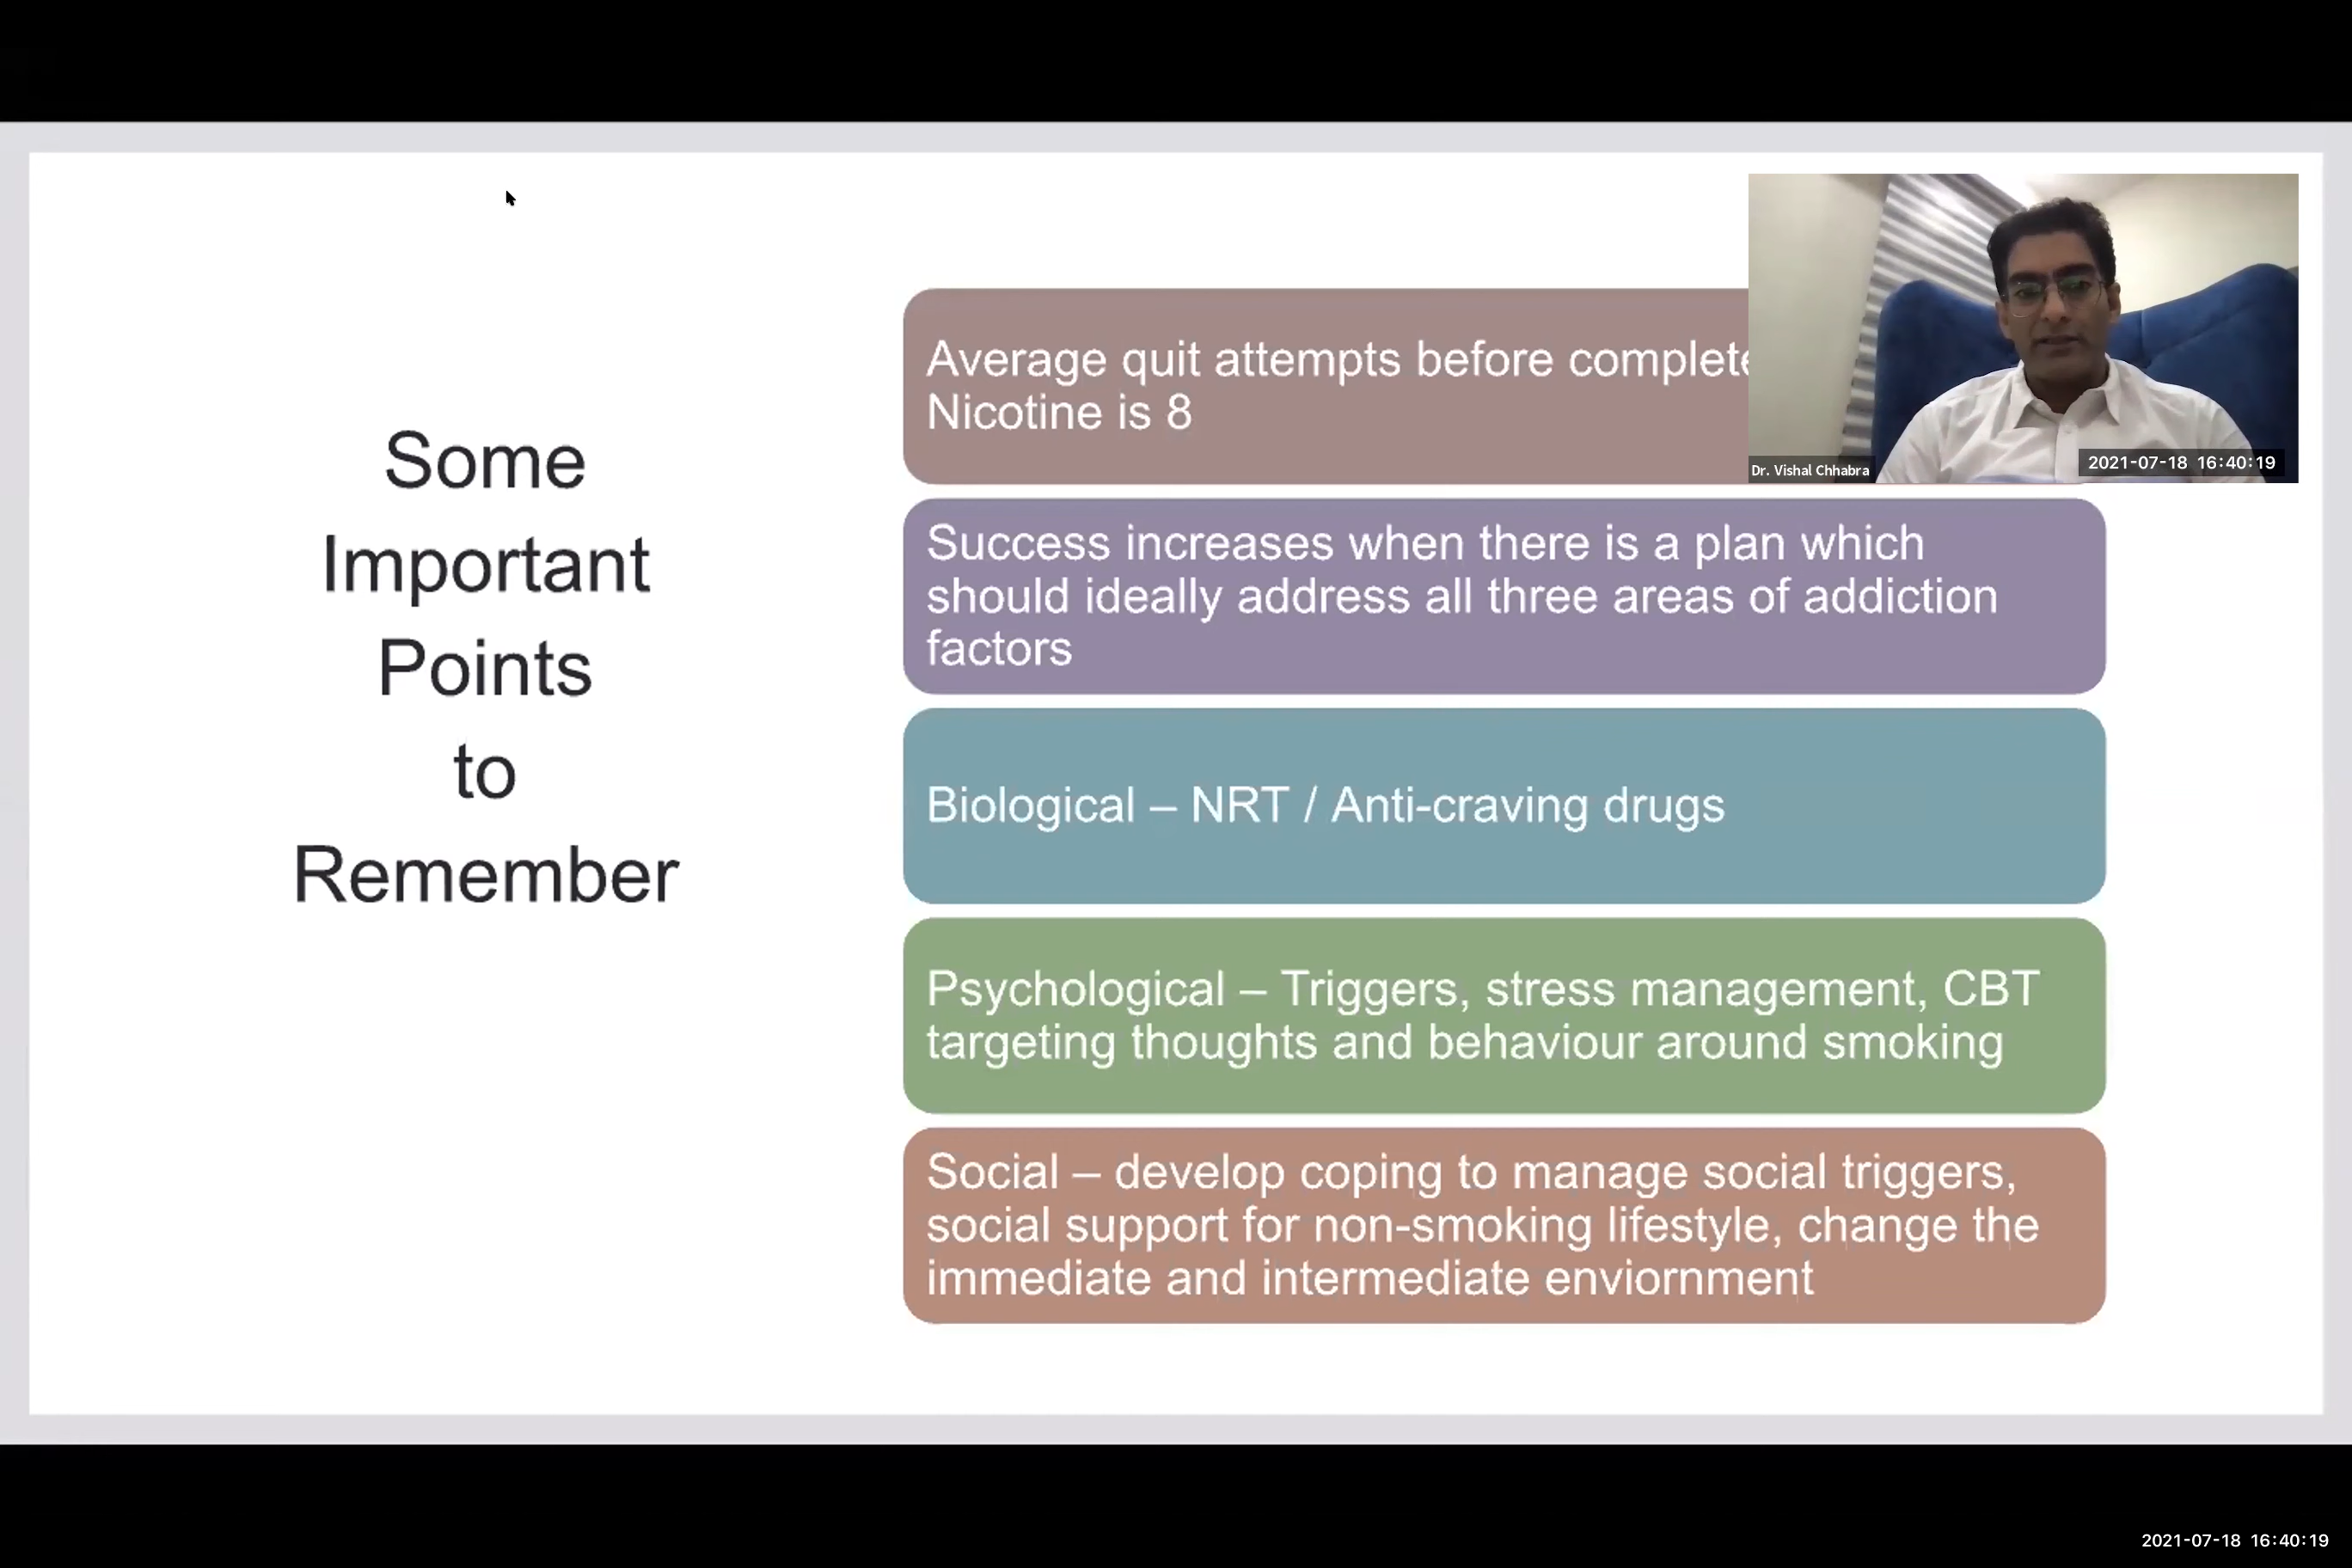 Some
Important
Points
to
Remember
Average quit attempts before complete
Nicotine is 8
Success increases when there is a plan which
should ideally address all three areas of addiction
factors
Biological – NRT / Anti-craving drugs
Psychological – Triggers, stress management, CBT
targeting thoughts and behaviour around smoking
Social – develop coping to manage social triggers,
social support for non-smoking lifestyle, change the
immediate and intermediate enviornment
Dr. Vishal Chhabra
2021-07-18 16:40:19
2021-07-18 16:40:19